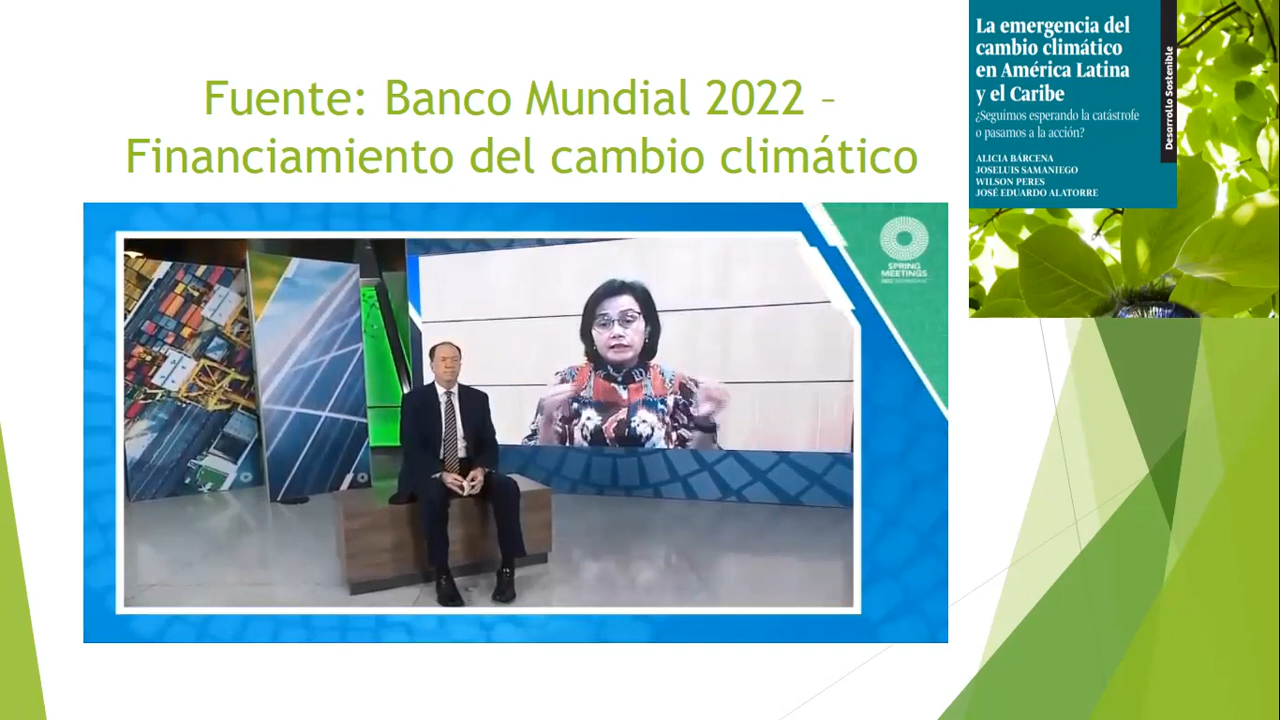 Fuente: Banco Mundial 2022 –
Financiamiento del cambio climático
La emergencia del
cambio climático
en América Latina
y el Caribe
¿Seguimos esperando la catástrofe
o pasamos a la acción?
ALICIA BÁRCENA
JOSELUIS SAMANIEGO
WILSON PERES
JOSÉ EDUARDO ALATORRE
Desarrollo Sostenible
SPRING
MEETINGS